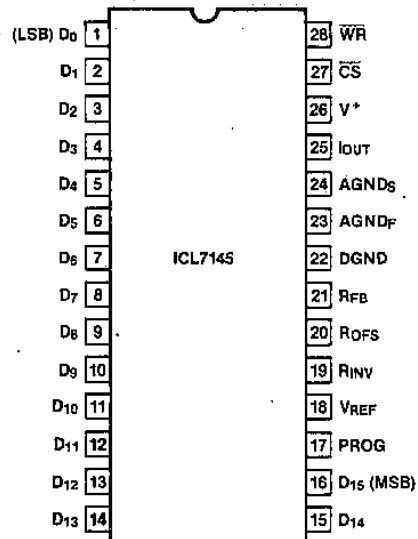 (LSB) D0 1 28 WR
D1 2 27 CS
D2 3 26 V+
D3 4 25 IOUT
D4 5 24 AGNDS
D5 6 23 AGNDF
D6 7 ICL7145 22 DGND
D7 8 21 RFB
D8 9 20 ROFS
D9 10 19 RINV
D10 11 18 VREF
D11 12 17 PROG
D12 13 16 D15 (MSB)
D13 14 15 D14